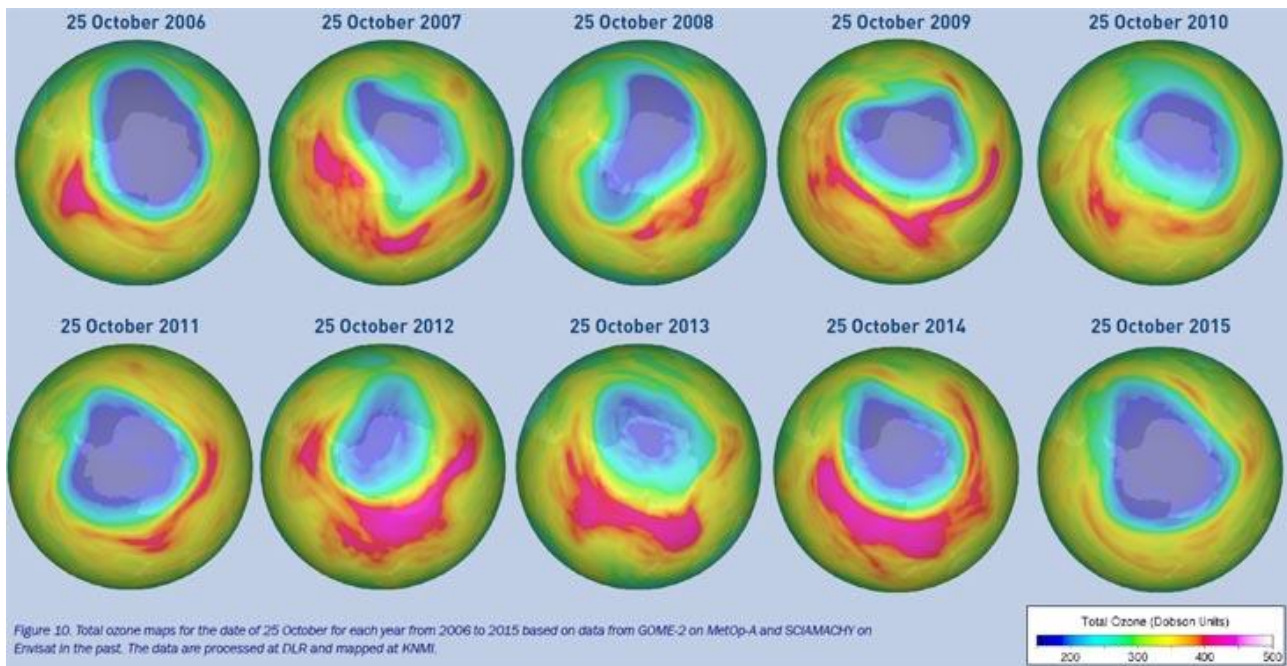 25 October 2006 25 October 2007 25 October 2008 25 October 2009 25 October 2010
25 October 2011 25 October 2012 25 October 2013 25 October 2014 25 October 2015
Figure 10. Total ozone maps for the date of 25 October for each year from 2006 to 2015 based on data from GOME-2 on MetOp-A and SCIAMACHY on
Envisat in the past. The data are processed at DLR and mapped at KNMI.
Total Ozone (Dobson Units)
200 300 400 500